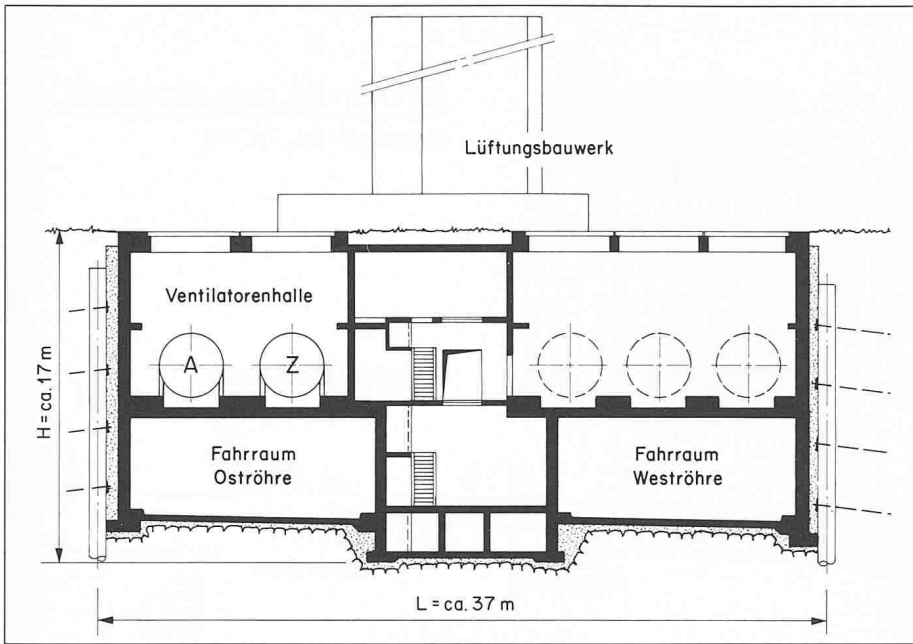 Lüftungsbauwerk
Ventilatorenhalle
A
Z
H = ca. 17 m
Fahrraum
Oströhre
Fahrraum
Weströhre
L = ca. 37 m